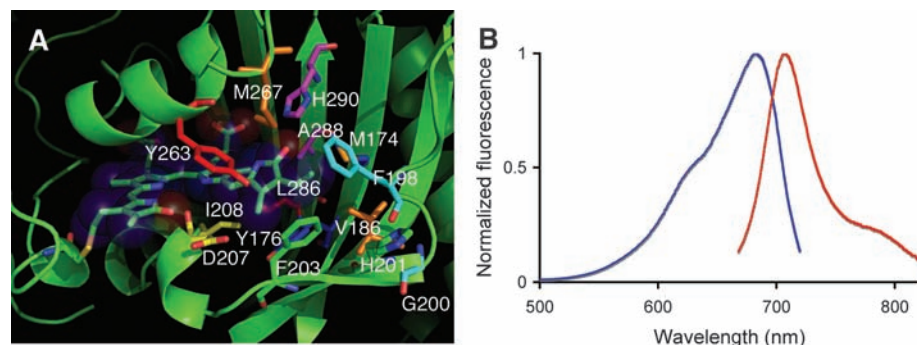 A
M267
H290
A288
M174
Y263
F198
L286
I208
Y176
V186
D207
F203
H201
G200
B
Normalized fluorescence
1
0.5
0
500
600
700
800
Wavelength (nm)